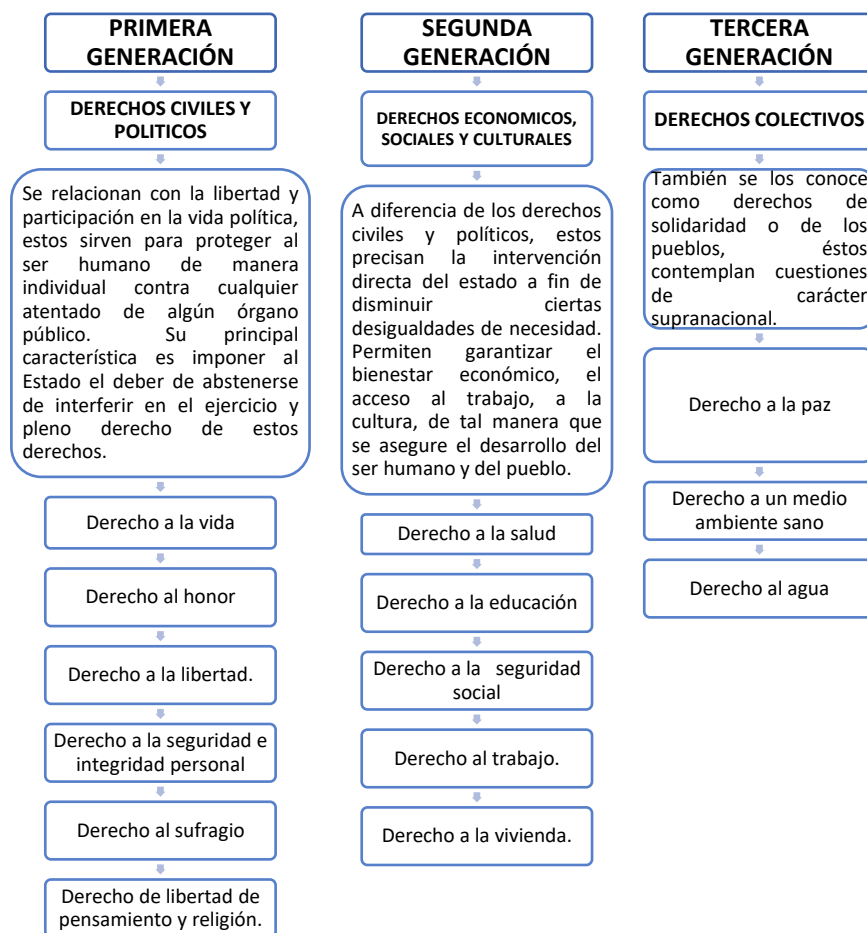 PRIMERA
GENERACIÓN
DERECHOS CIVILES Y
POLITICOS
Se relacionan con la libertad y
participación en la vida política,
estos sirven para proteger al
ser humano de manera
individual contra cualquier
atentado de algún órgano
público. Su principal
característica es imponer al
Estado el deber de abstenerse
de interferir en el ejercicio y
pleno derecho de estos
derechos.
Derecho a la vida
Derecho al honor
Derecho a la libertad.
Derecho a la seguridad e
integridad personal
Derecho al sufragio
Derecho de libertad de
pensamiento y religión.
SEGUNDA
GENERACIÓN
DERECHOS ECONOMICOS,
SOCIALES Y CULTURALES
A diferencia de los derechos
civiles y políticos, estos
precisan la intervención
directa del estado a fin de
disminuir ciertas
desigualdades de necesidad.
Permiten garantizar el
bienestar económico, el
acceso al trabajo, a la
cultura, de tal manera que
se asegure el desarrollo del
ser humano y del pueblo.
Derecho a la salud
Derecho a la educación
Derecho a la seguridad
social
Derecho al trabajo.
Derecho a la vivienda.
TERCERA
GENERACIÓN
DERECHOS COLECTIVOS
También se los conoce
como derechos de
solidaridad o de los
pueblos, éstos
contemplan cuestiones
de carácter
supranacional.
Derecho a la paz
Derecho a un medio
ambiente sano
Derecho al agua